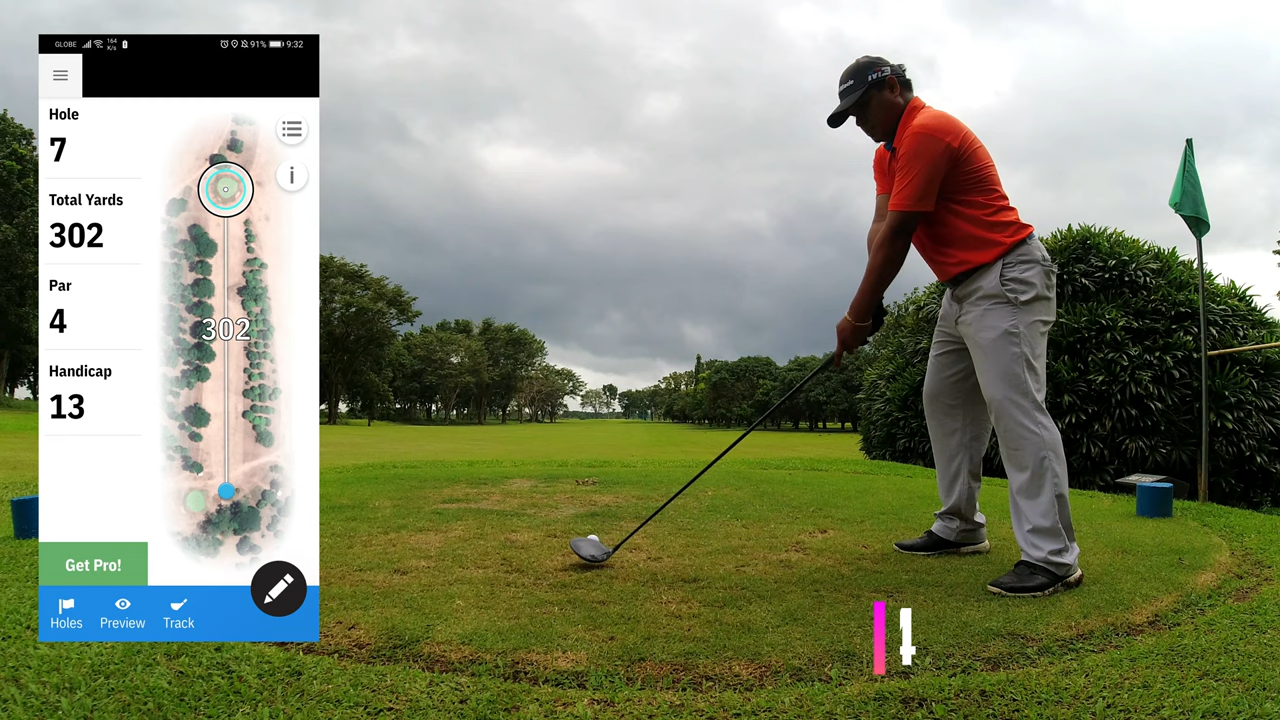 GLOBE 164 K/s 91% 9:32
Hole
7
Total Yards
302
Par
4
Handicap
13
302
i
Get Pro!
Holes Preview Track